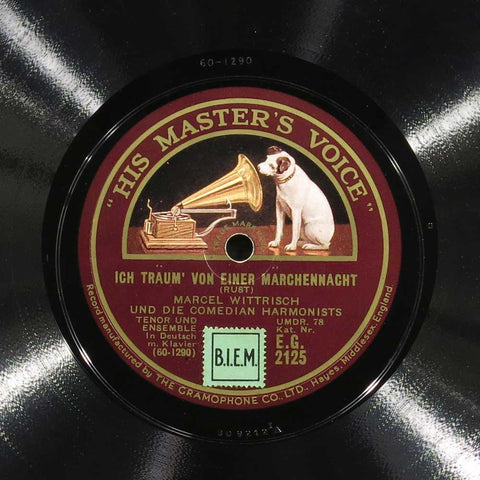 60-1290
"HIS MASTER'S VOICE"
ICH TRÄUM' VON EINER MÄRCHENNACHT
(RUST)
MARCEL WITTRISCH
UND DIE COMEDIAN HARMONISTS
TENOR UND
ENSEMBLE
In Deutsch
m. Klavier
(60-1290)
B.I.E.M.
UMDR. 78
Kat. Nr.
E.G.
2125
Record manufactured by THE GRAMOPHONE CO., LTD., Hayes, Middlesex, England